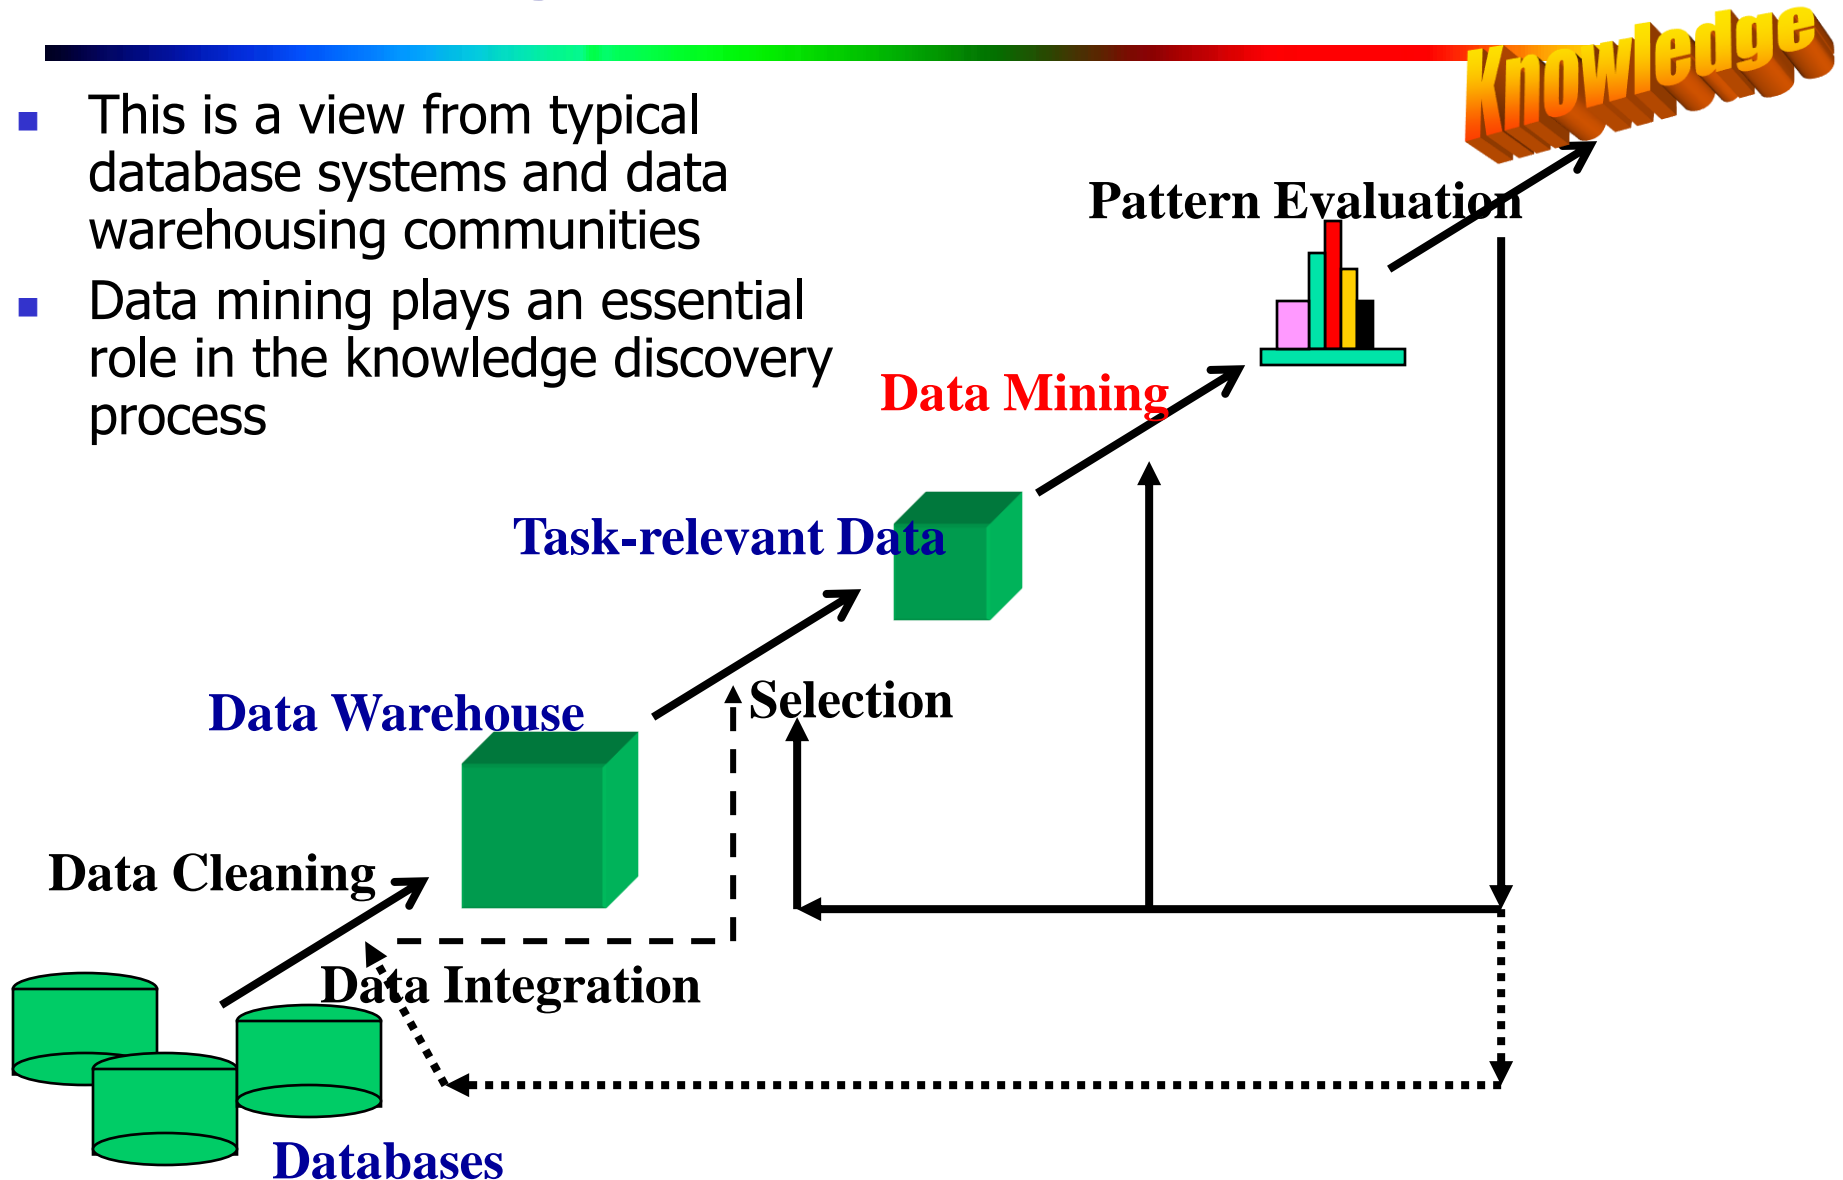 Knowledge
This is a view from typical
database systems and data
warehousing communities
Data mining plays an essential
role in the knowledge discovery
process
Pattern Evaluation
Data Mining
Task-relevant Data
Selection
Data Warehouse
Data Cleaning
Data Integration
Databases